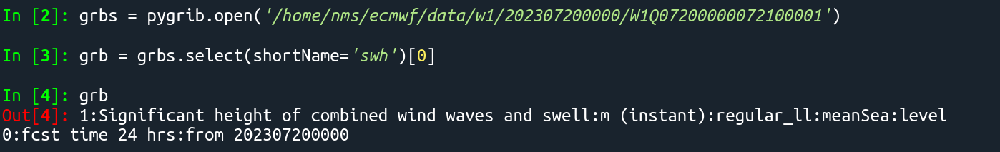 In [2]: grbs = pygrib.open('/home/nms/ecmwf/data/w1/202307200000/W1Q07200000072100001')
In [3]: grb = grbs.select(shortName='swh')[0]
In [4]: grb
Out[4]: 1:Significant height of combined wind waves and swell:m (instant):regular_ll:meanSea:level
0:fcst time 24 hrs:from 202307200000